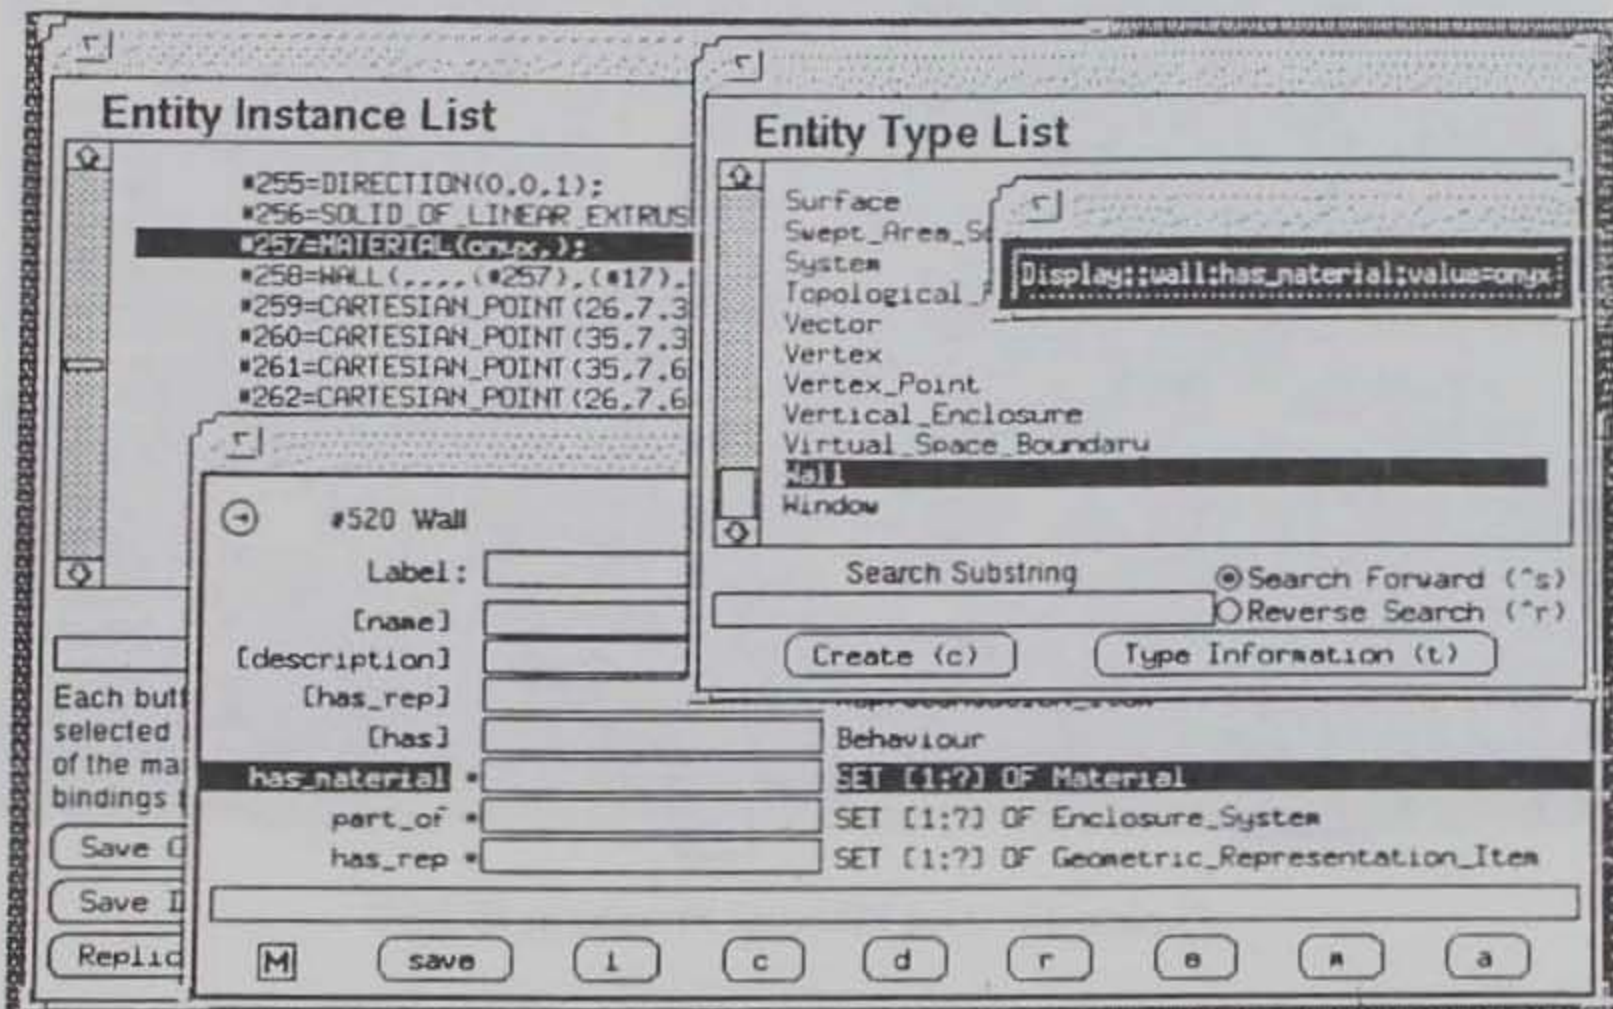 Entity Instance List
#255=DIRECTION(0,0,1);
#256=SOLID_OF_LINEAR_EXTRUS
#257=MATERIAL(onyx,);
#258=WALL(,,,,(#257),(#17),
#259=CARTESIAN_POINT(26,7,3
#260=CARTESIAN_POINT(35,7,3
#261=CARTESIAN_POINT(35,7,6
#262=CARTESIAN_POINT(26,7,6
Each butt
selected
of the ma
bindings
Save
Save
Replic
Entity Type List
Surface
Swept_Area_S
System
Topological_
Vector
Vertex
Vertex_Point
Vertical_Enclosure
Virtual_Space_Boundary
Wall
Window
Search Substring
Search Forward (^s)
Reverse Search (^r)
Create (c)
Type Information (t)
Display;:wall:has_material:value=onyx
#520 Wall
Label:
[name]
[description]
[has_rep]
[has] Behaviour
has_material * SET [1:?] OF Material
part_of * SET [1:?] OF Enclosure_System
has_rep * SET [1:?] OF Geometric_Representation_Item
M save i c d r e m a